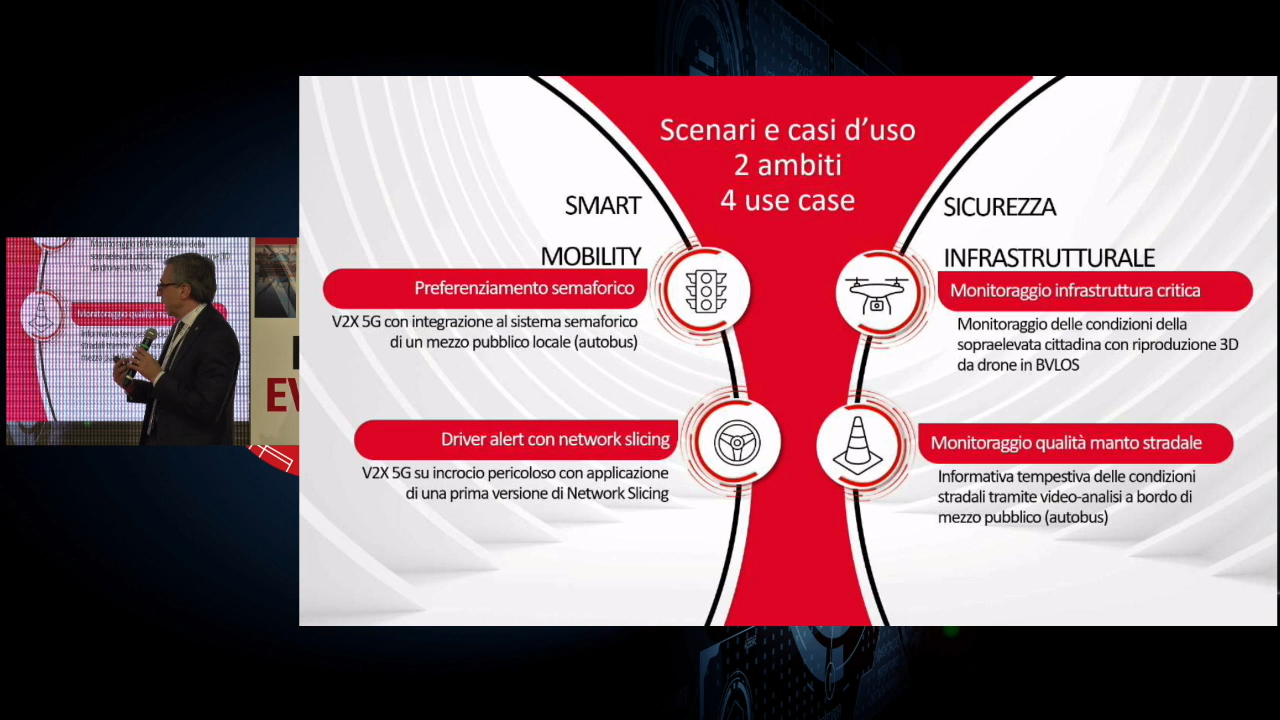 Scenari e casi d'uso
2 ambiti
4 use case
SMART
MOBILITY
Preferenziamento semaforico
V2X 5G con integrazione al sistema semaforico
di un mezzo pubblico locale (autobus)
Driver alert con network slicing
V2X 5G su incrocio pericoloso con applicazione
di una prima versione di Network Slicing
SICUREZZA
INFRASTRUTTURALE
Monitoraggio infrastruttura critica
Monitoraggio delle condizioni della
sopraelevata cittadina con riproduzione 3D
da drone in BVLOS
Monitoraggio qualità manto stradale
Informativa tempestiva delle condizioni
stradali tramite video-analisi a bordo di
mezzo pubblico (autobus)